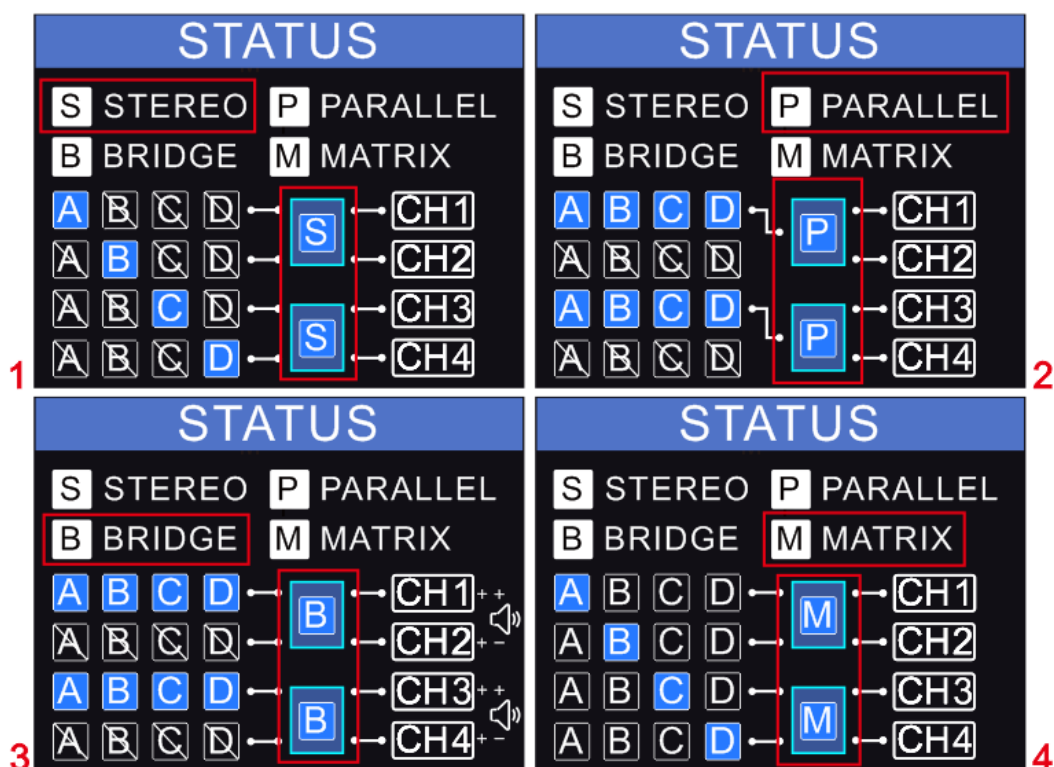 STATUS
S STEREO P PARALLEL
B BRIDGE M MATRIX
A B C D S CH1
A B C D CH2
A B C D S CH3
A B C D CH4
1
STATUS
S STEREO P PARALLEL
B BRIDGE M MATRIX
A B C D P CH1
A B C D CH2
A B C D P CH3
A B C D CH4
2
STATUS
S STEREO P PARALLEL
B BRIDGE M MATRIX
A B C D B CH1 + +
A B C D CH2 + −
A B C D B CH3 + +
A B C D CH4 + −
3
STATUS
S STEREO P PARALLEL
B BRIDGE M MATRIX
A B C D M CH1
A B C D CH2
A B C D M CH3
A B C D CH4
4